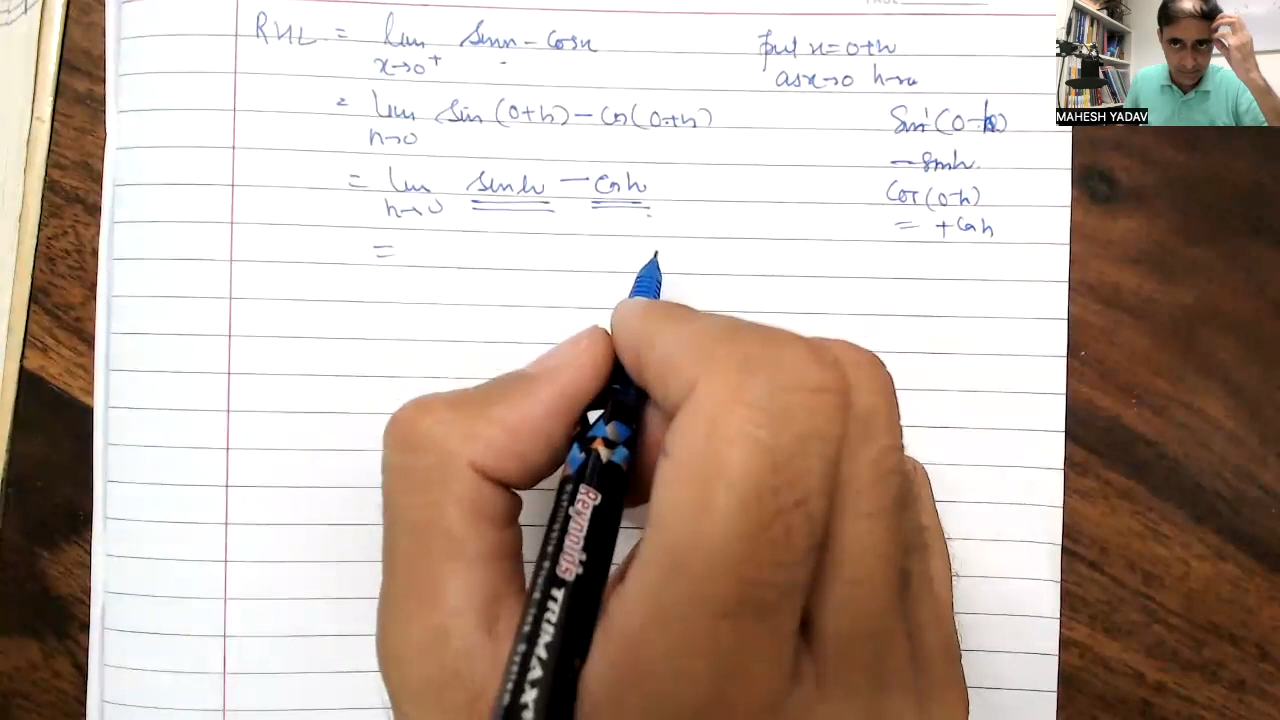 RHL = lim sinx - cosx
x→0+
put x=0+h
as x→0 h→0
= lim sin(0+h) - cos(0+h)
h→0
= lim sinh - cosh
h→0
=
sin(0-h)
-sinh.
cos(0-h)
= +cosh
MAHESH YADAV
Reynolds TRIMAX